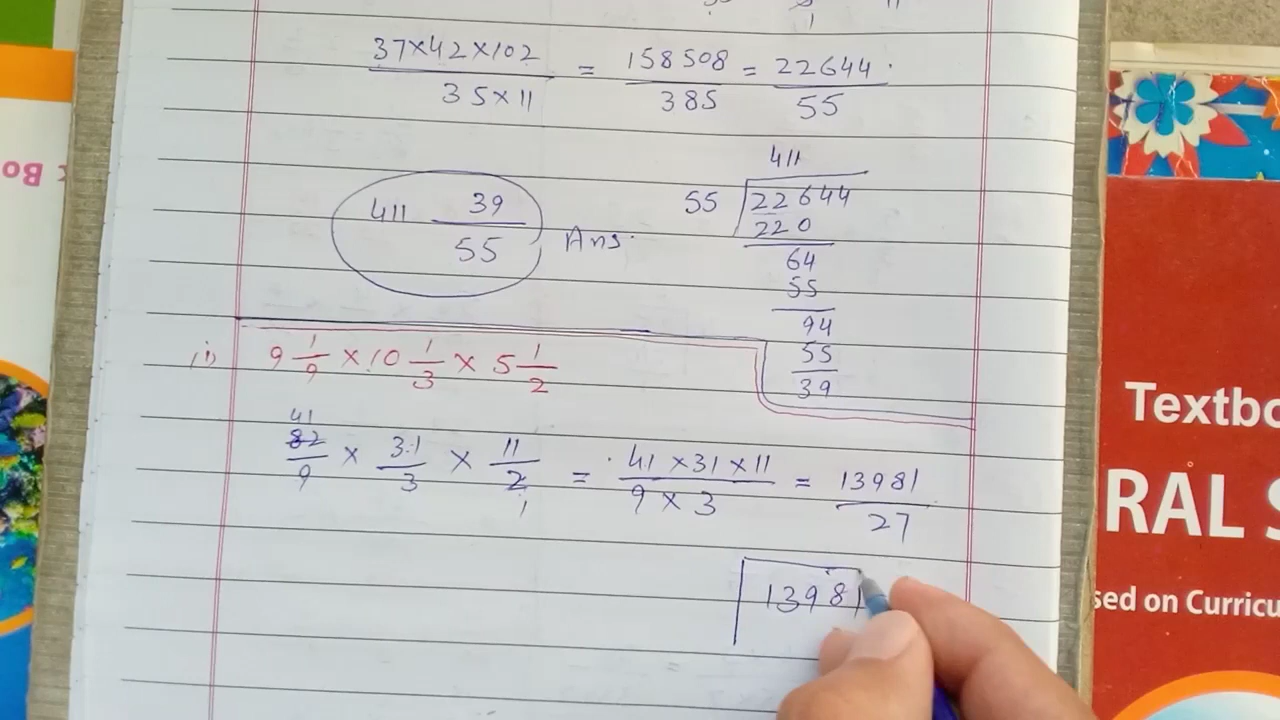 37×42×102 / 35×11 = 158508 / 385 = 22644 / 55
411
55 22644
220
64
55
94
55
39
411 39/55 Ans.
(i) 9 1/9 × 10 1/3 × 5 1/2
41
82/9 × 31/3 × 11/2 = 41×31×11 / 9×3 = 13981 / 27
1
13981
Textbo
RAL S
sed on Curricu
Bo